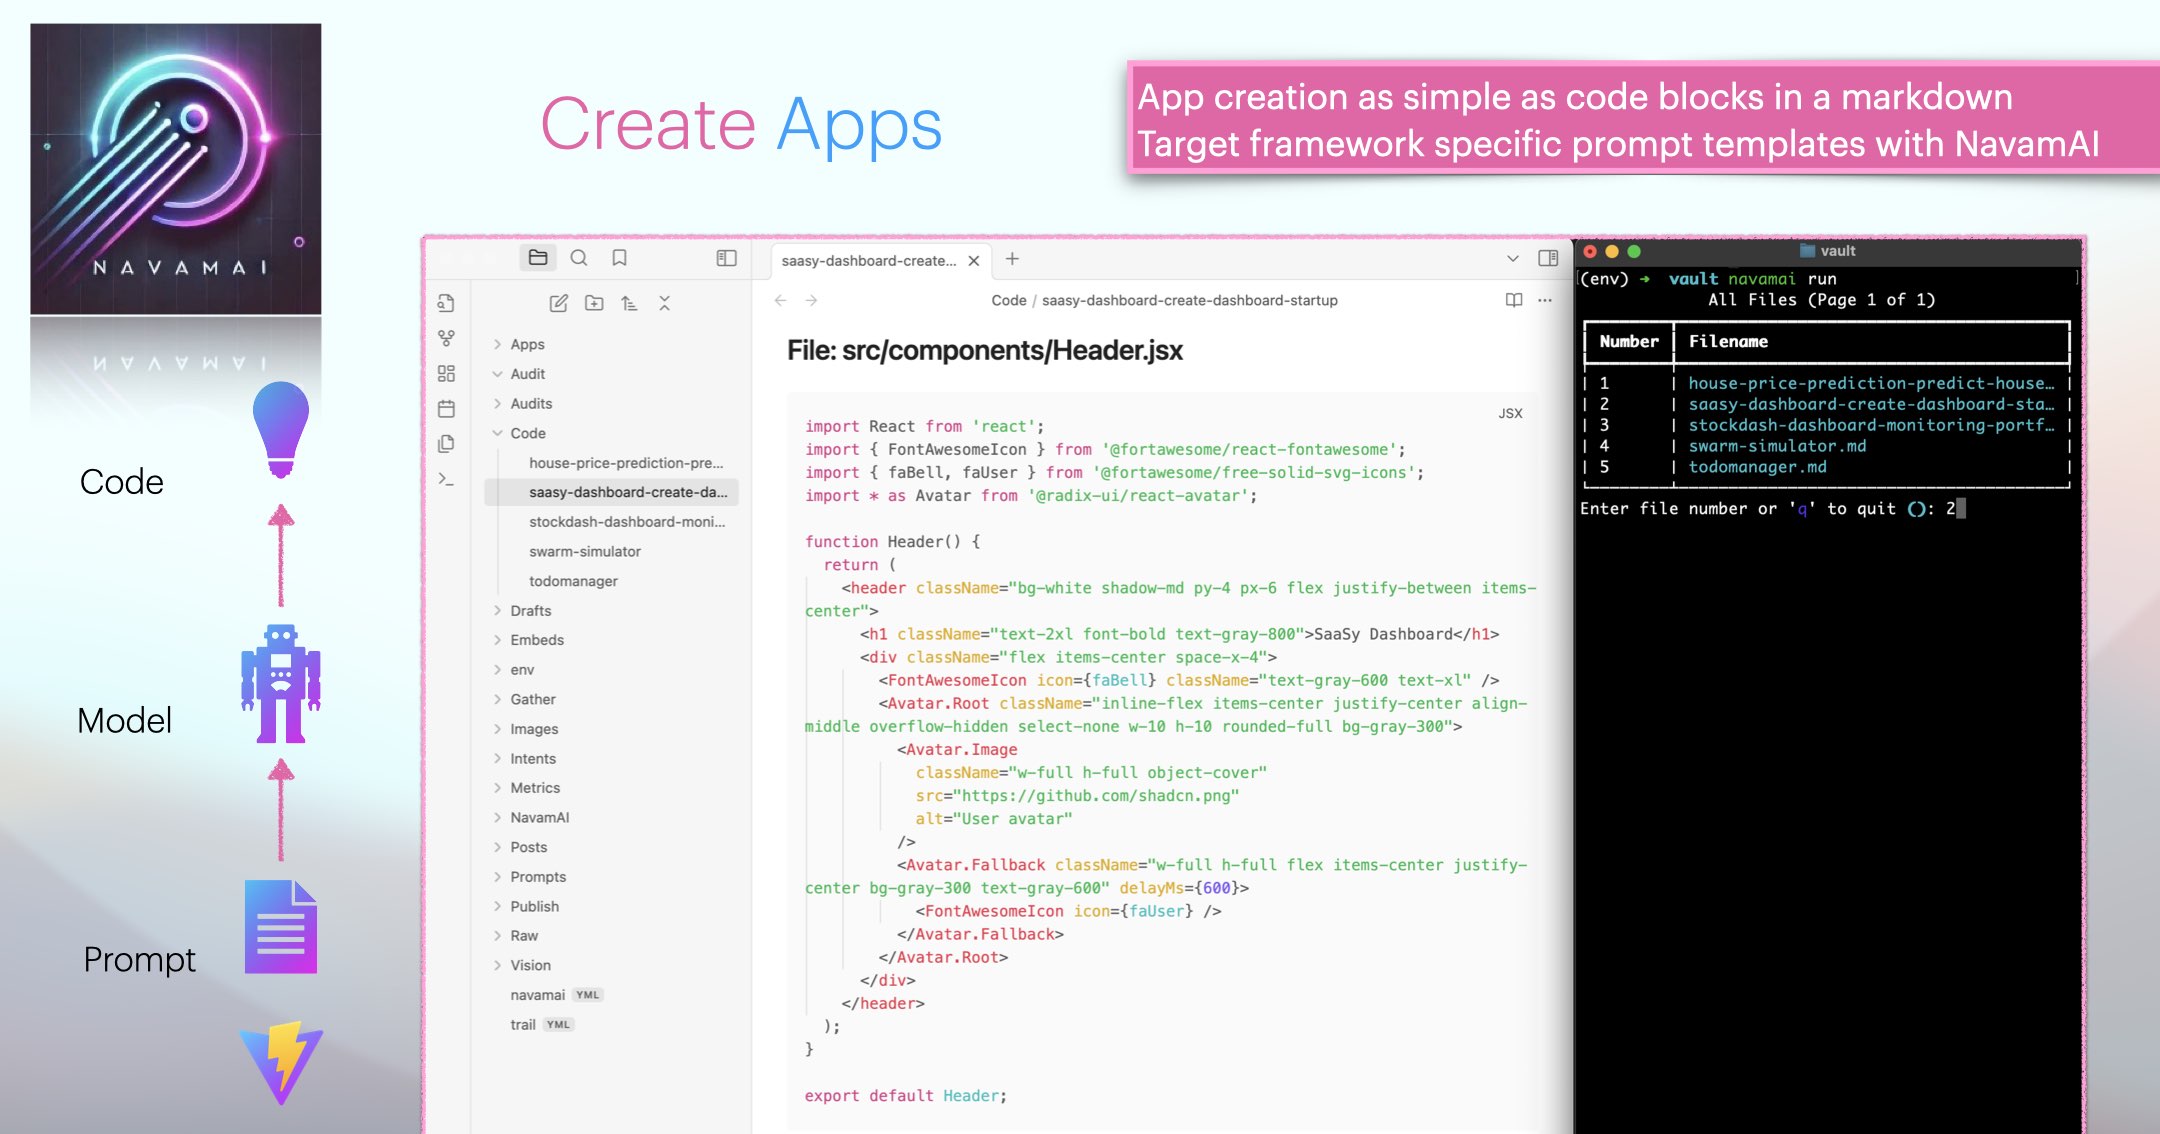 NAVAMAI
Create Apps
App creation as simple as code blocks in a markdown
Target framework specific prompt templates with NavamAI
Code
Model
Prompt
Apps
Audit
Audits
Code
house-price-prediction-pre...
saasy-dashboard-create-da...
stockdash-dashboard-moni...
swarm-simulator
todomanager
Drafts
Embeds
env
Gather
Images
Intents
Metrics
NavamAI
Posts
Prompts
Publish
Raw
Vision
navamai YML
trail YML
saasy-dashboard-create...
Code / saasy-dashboard-create-dashboard-startup
File: src/components/Header.jsx
JSX
import React from 'react';
import { FontAwesomeIcon } from '@fortawesome/react-fontawesome';
import { faBell, faUser } from '@fortawesome/free-solid-svg-icons';
import * as Avatar from '@radix-ui/react-avatar';
function Header() {
return (
<header className="bg-white shadow-md py-4 px-6 flex justify-between items-
center">
<h1 className="text-2xl font-bold text-gray-800">SaaSy Dashboard</h1>
<div className="flex items-center space-x-4">
<FontAwesomeIcon icon={faBell} className="text-gray-600 text-xl" />
<Avatar.Root className="inline-flex items-center justify-center align-
middle overflow-hidden select-none w-10 h-10 rounded-full bg-gray-300">
<Avatar.Image
className="w-full h-full object-cover"
src="https://github.com/shadcn.png"
alt="User avatar"
/>
<Avatar.Fallback className="w-full h-full flex items-center justify-
center bg-gray-300 text-gray-600" delayMs={600}>
<FontAwesomeIcon icon={faUser} />
</Avatar.Fallback>
</Avatar.Root>
</div>
</header>
);
}
export default Header;
vault
(env) → vault navamai run
All Files (Page 1 of 1)
Number Filename
1 house-price-prediction-predict-house…
2 saasy-dashboard-create-dashboard-sta…
3 stockdash-dashboard-monitoring-portf…
4 swarm-simulator.md
5 todomanager.md
Enter file number or 'q' to quit (): 2